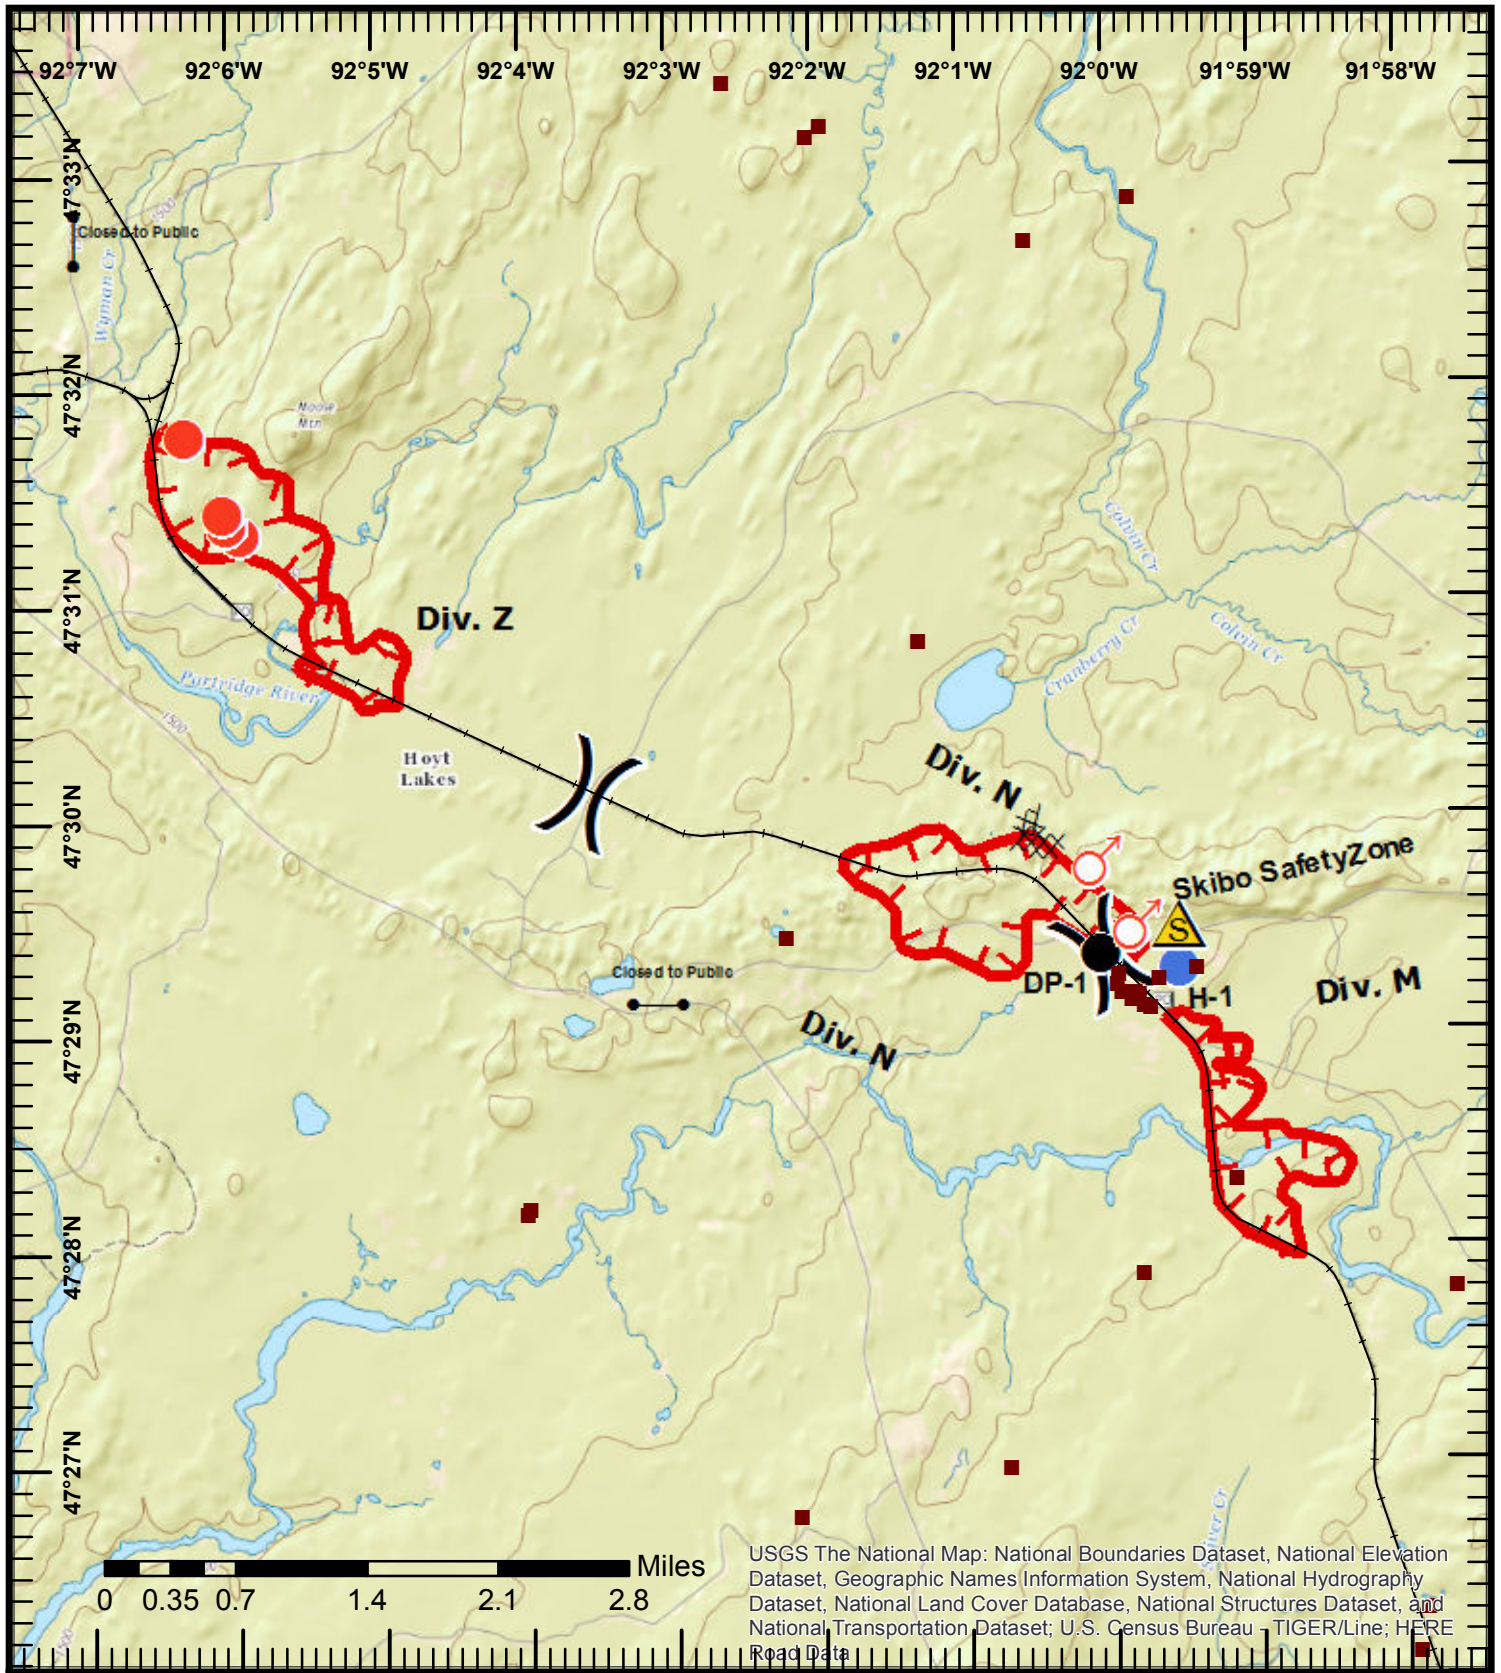 92°7'W 92°6'W 92°5'W 92°4'W 92°3'W 92°2'W 92°1'W 92°0'W 91°59'W 91°58'W
47°33'N
1500
Closed to Public
Wyman Cr
47°32'N
Moose
Mtn
Colvin Cr
47°31'N
Div. Z
Colvin Cr
Cranberry Cr
Partridge River
1500
Hoyt
Lakes
Div. N
47°30'N
Skibo SafetyZone
S
Closed to Public
DP-1
H-1
Div. M
Div. N
47°29'N
47°28'N
47°27'N
Miles
0 0.35 0.7 1.4 2.1 2.8
1500
USGS The National Map: National Boundaries Dataset, National Elevation
Dataset, Geographic Names Information System, National Hydrography
Dataset, National Land Cover Database, National Structures Dataset, and
National Transportation Dataset; U.S. Census Bureau - TIGER/Line; HERE
Road Data